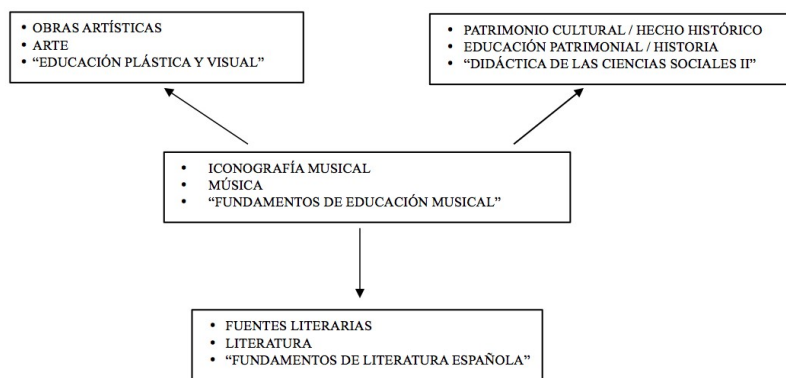 • OBRAS ARTÍSTICAS
• ARTE
• “EDUCACIÓN PLÁSTICA Y VISUAL”
• PATRIMONIO CULTURAL / HECHO HISTÓRICO
• EDUCACIÓN PATRIMONIAL / HISTORIA
• “DIDÁCTICA DE LAS CIENCIAS SOCIALES II”
• ICONOGRAFÍA MUSICAL
• MÚSICA
• “FUNDAMENTOS DE EDUCACIÓN MUSICAL”
• FUENTES LITERARIAS
• LITERATURA
• “FUNDAMENTOS DE LITERATURA ESPAÑOLA”